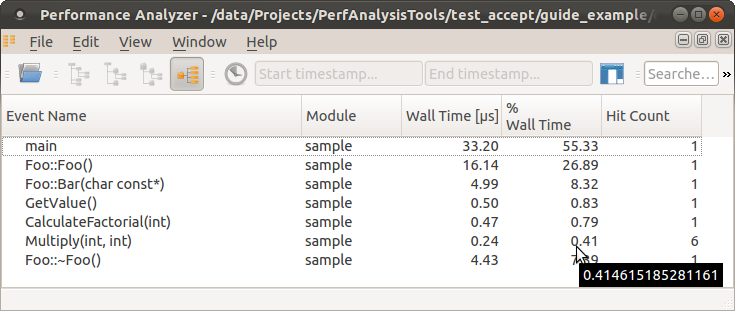 Performance Analyzer - /data/Projects/PerfAnalysisTools/test_accept/guide_example/
File Edit View Window Help
Start timestamp... End timestamp... Searche... »
Event Name Module Wall Time [µs] % Wall Time Hit Count
main sample 33.20 55.33 1
Foo::Foo() sample 16.14 26.89 1
Foo::Bar(char const*) sample 4.99 8.32 1
GetValue() sample 0.50 0.83 1
CalculateFactorial(int) sample 0.47 0.79 1
Multiply(int, int) sample 0.24 0.41 6
Foo::~Foo() sample 4.43 1
0.414615185281161